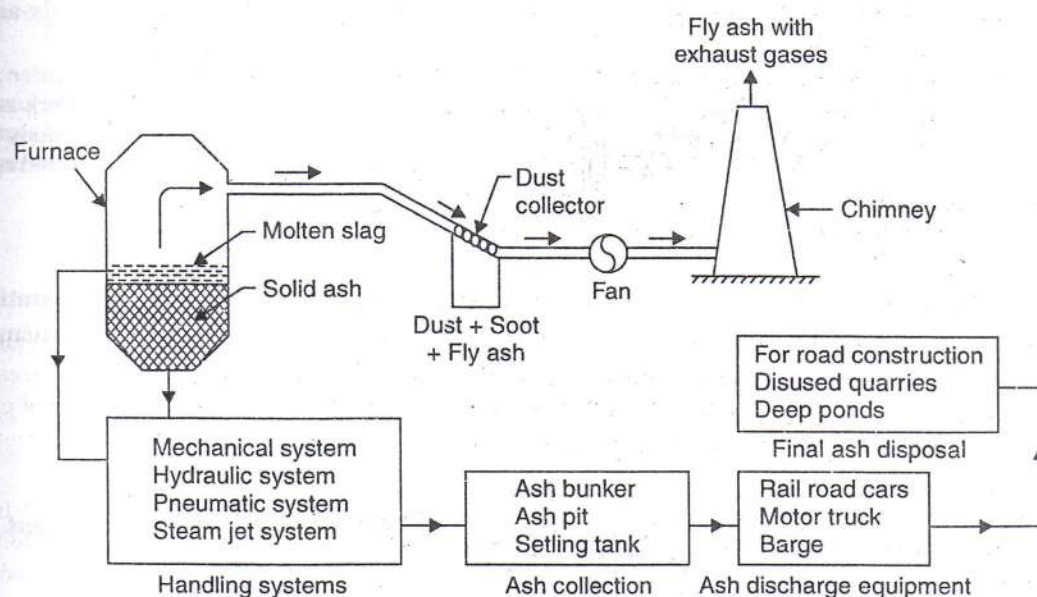 Fly ash with
exhaust gases
Furnace
Dust
collector
Chimney
Molten slag
Solid ash
Fan
Dust + Soot
+ Fly ash
For road construction
Disused quarries
Deep ponds
Final ash disposal
Mechanical system
Hydraulic system
Pneumatic system
Steam jet system
Handling systems
Ash bunker
Ash pit
Setling tank
Ash collection
Rail road cars
Motor truck
Barge
Ash discharge equipment